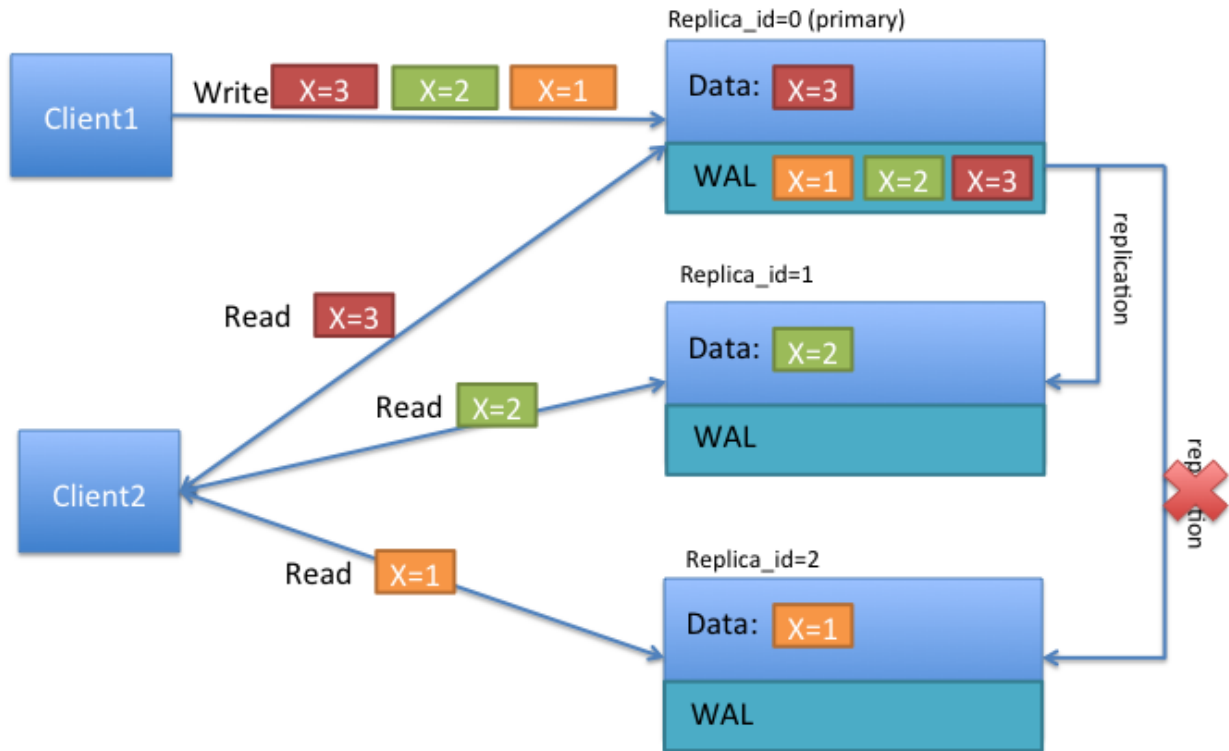 Replica_id=0 (primary)
Client1
Write X=3 X=2 X=1
Data: X=3
WAL X=1 X=2 X=3
replication
Replica_id=1
Read X=3
Data: X=2
Read X=2
WAL
Client2
Replica_id=2
Read X=1
Data: X=1
WAL